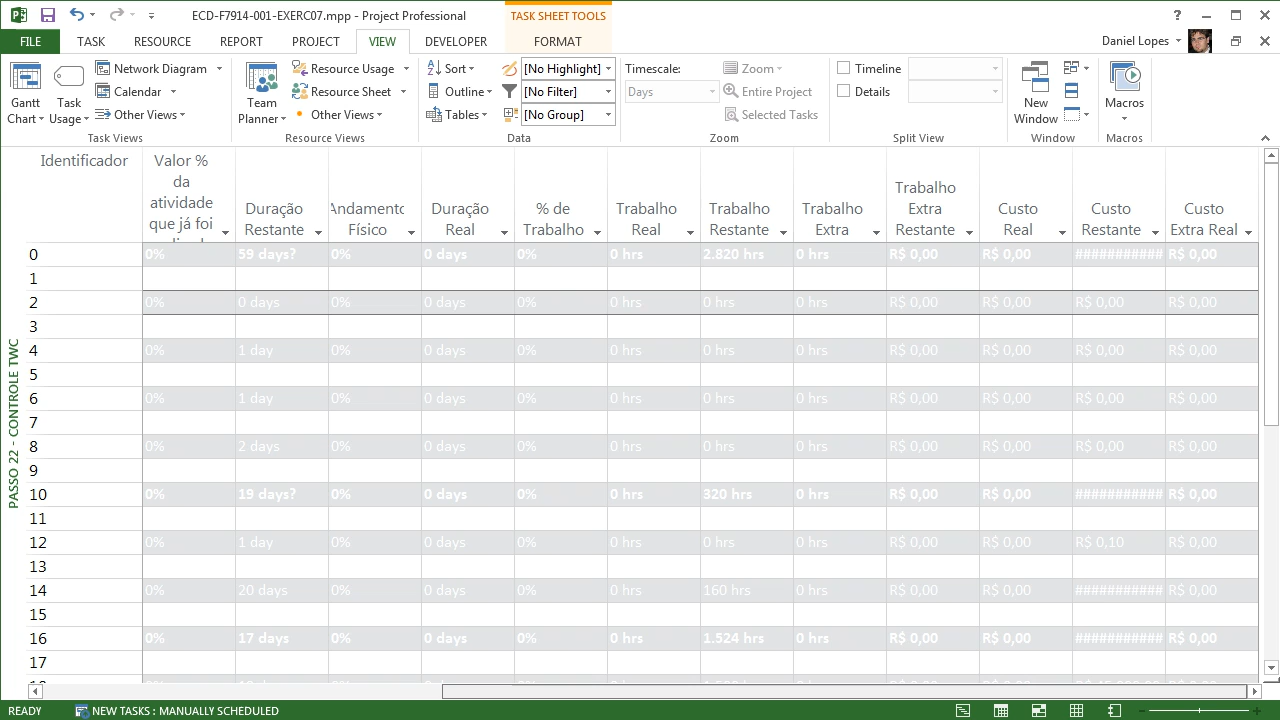 ECD-F7914-001-EXERC07.mpp - Project Professional
TASK SHEET TOOLS
?
FILE TASK RESOURCE REPORT PROJECT VIEW DEVELOPER FORMAT
Daniel Lopes
Gantt Chart
Task Usage
Network Diagram
Calendar
Other Views
Task Views
Team Planner
Resource Usage
Resource Sheet
Other Views
Resource Views
Sort
Outline
Tables
[No Highlight]
[No Filter]
[No Group]
Data
Timescale:
Days
Zoom
Entire Project
Selected Tasks
Zoom
Timeline
Details
Split View
New Window
Window
Macros
Macros
PASSO 22 - CONTROLE TWC
Identificador
Valor % da atividade que já foi
Duração Restante
Andamento Físico
Duração Real
% de Trabalho
Trabalho Real
Trabalho Restante
Trabalho Extra
Trabalho Extra Restante
Custo Real
Custo Restante
Custo Extra Real
0 0% 59 days? 0% 0 days 0% 0 hrs 2.820 hrs 0 hrs R$ 0,00 R$ 0,00 ########### R$ 0,00
1
2 0% 0 days 0% 0 days 0% 0 hrs 0 hrs 0 hrs R$ 0,00 R$ 0,00 R$ 0,00 R$ 0,00
3
4 0% 1 day 0% 0 days 0% 0 hrs 0 hrs 0 hrs R$ 0,00 R$ 0,00 R$ 0,00 R$ 0,00
5
6 0% 1 day 0% 0 days 0% 0 hrs 0 hrs 0 hrs R$ 0,00 R$ 0,00 R$ 0,00 R$ 0,00
7
8 0% 2 days 0% 0 days 0% 0 hrs 0 hrs 0 hrs R$ 0,00 R$ 0,00 R$ 0,00 R$ 0,00
9
10 0% 19 days? 0% 0 days 0% 0 hrs 320 hrs 0 hrs R$ 0,00 R$ 0,00 ########### R$ 0,00
11
12 0% 1 day 0% 0 days 0% 0 hrs 0 hrs 0 hrs R$ 0,00 R$ 0,00 R$ 0,10 R$ 0,00
13
14 0% 20 days 0% 0 days 0% 0 hrs 160 hrs 0 hrs R$ 0,00 R$ 0,00 ########### R$ 0,00
15
16 0% 17 days 0% 0 days 0% 0 hrs 1.524 hrs 0 hrs R$ 0,00 R$ 0,00 ########### R$ 0,00
17
READY
NEW TASKS : MANUALLY SCHEDULED